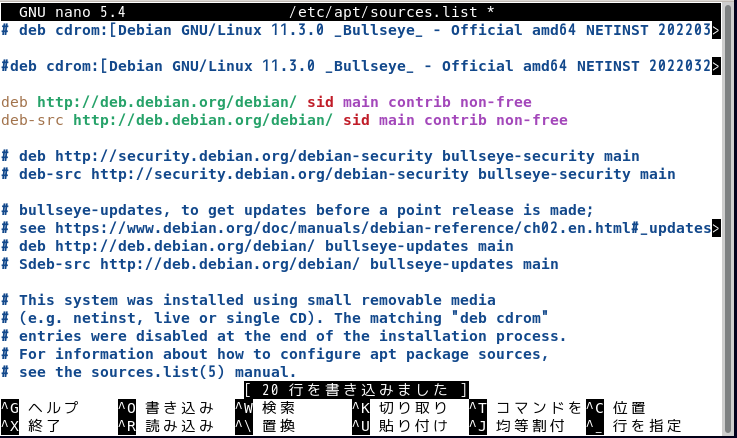 GNU nano 5.4 /etc/apt/sources.list *
# deb cdrom:[Debian GNU/Linux 11.3.0 _Bullseye_ - Official amd64 NETINST 202203>
#deb cdrom:[Debian GNU/Linux 11.3.0 _Bullseye_ - Official amd64 NETINST 2022032>
deb http://deb.debian.org/debian/ sid main contrib non-free
deb-src http://deb.debian.org/debian/ sid main contrib non-free
# deb http://security.debian.org/debian-security bullseye-security main
# deb-src http://security.debian.org/debian-security bullseye-security main
# bullseye-updates, to get updates before a point release is made;
# see https://www.debian.org/doc/manuals/debian-reference/ch02.en.html#_updates>
# deb http://deb.debian.org/debian/ bullseye-updates main
# Sdeb-src http://deb.debian.org/debian/ bullseye-updates main
# This system was installed using small removable media
# (e.g. netinst, live or single CD). The matching "deb cdrom"
# entries were disabled at the end of the installation process.
# For information about how to configure apt package sources,
# see the sources.list(5) manual.
[ 20 行を書き込みました ]
^G ヘルプ ^O 書き込み ^W 検索 ^K 切り取り ^T コマンドを ^C 位置
^X 終了 ^R 読み込み ^\ 置換 ^U 貼り付け ^J 均等割付 ^_ 行を指定